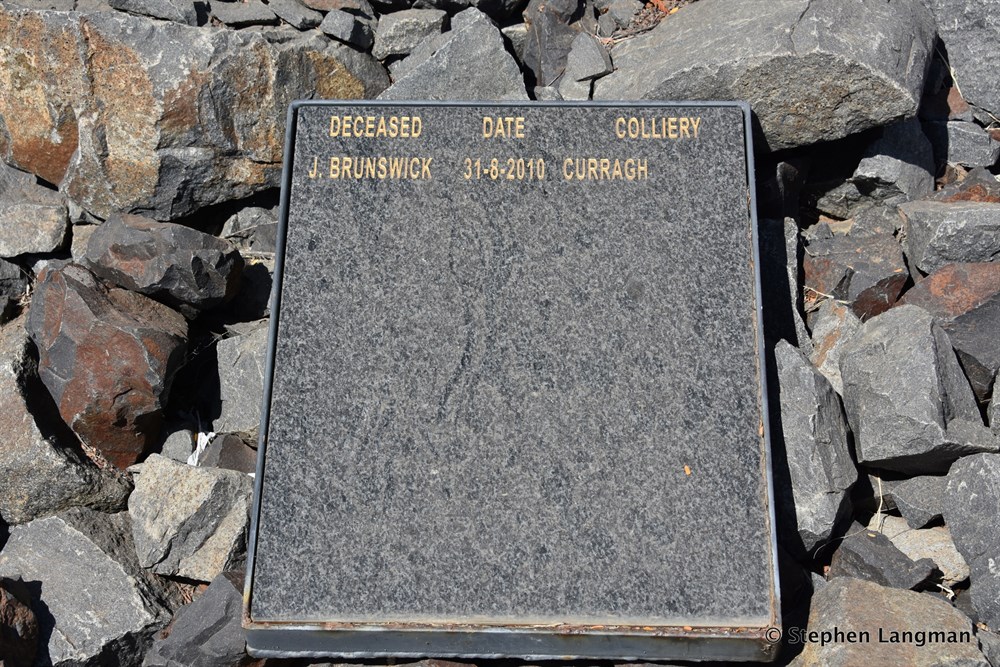 DECEASED DATE COLLIERY
J. BRUNSWICK 31-8-2010 CURRAGH
© Stephen Langman